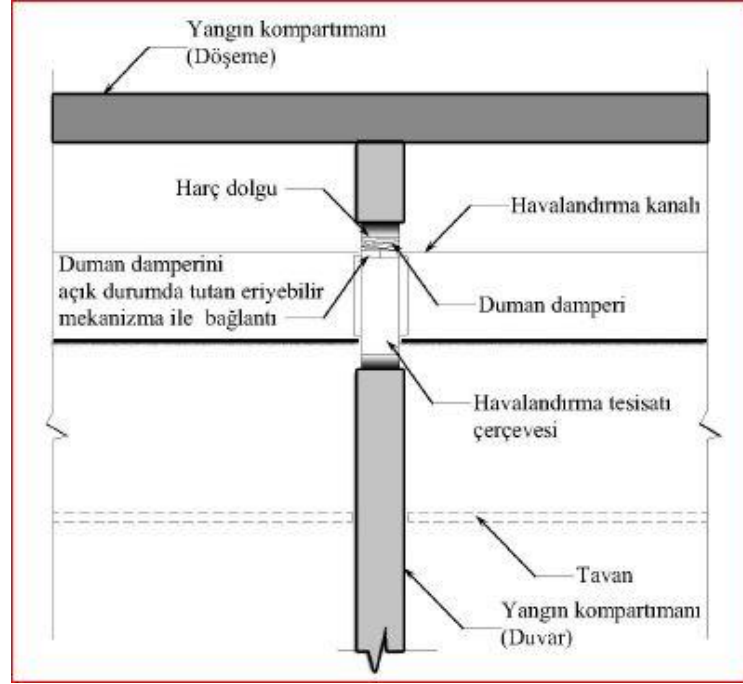 Yangın kompartımanı
(Döşeme)
Harç dolgu
Havalandırma kanalı
Duman damperini
açık durumda tutan eriyebilir
mekanizma ile bağlantı
Duman damperi
Havalandırma tesisatı
çerçevesi
Tavan
Yangın kompartımanı
(Duvar)